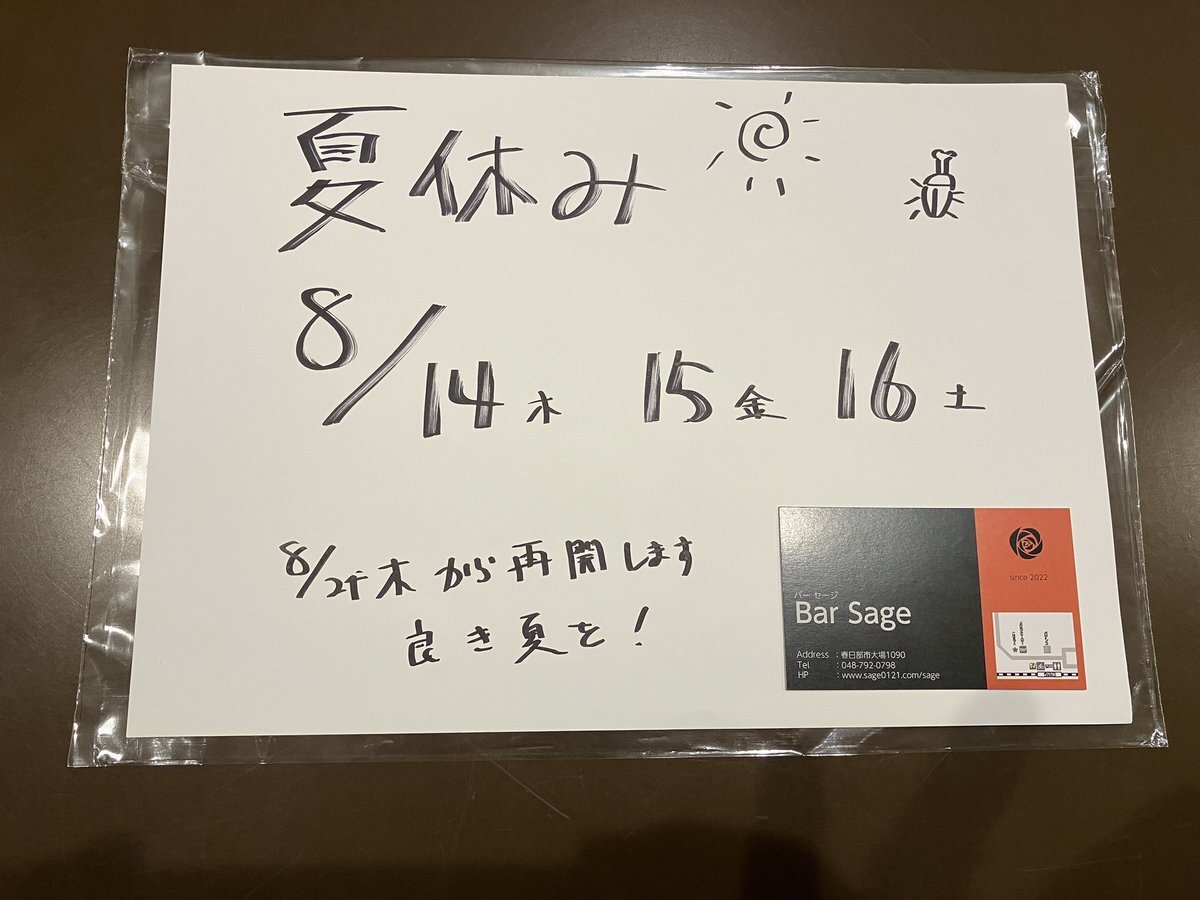 夏休み
8/14木 15金 16土
8/21木から再開します
良き夏を!
since 2022
バー セージ
Bar Sage
Address : 春日部市大場1090
Tel : 048-792-0798
HP : www.sage0121.com/sage